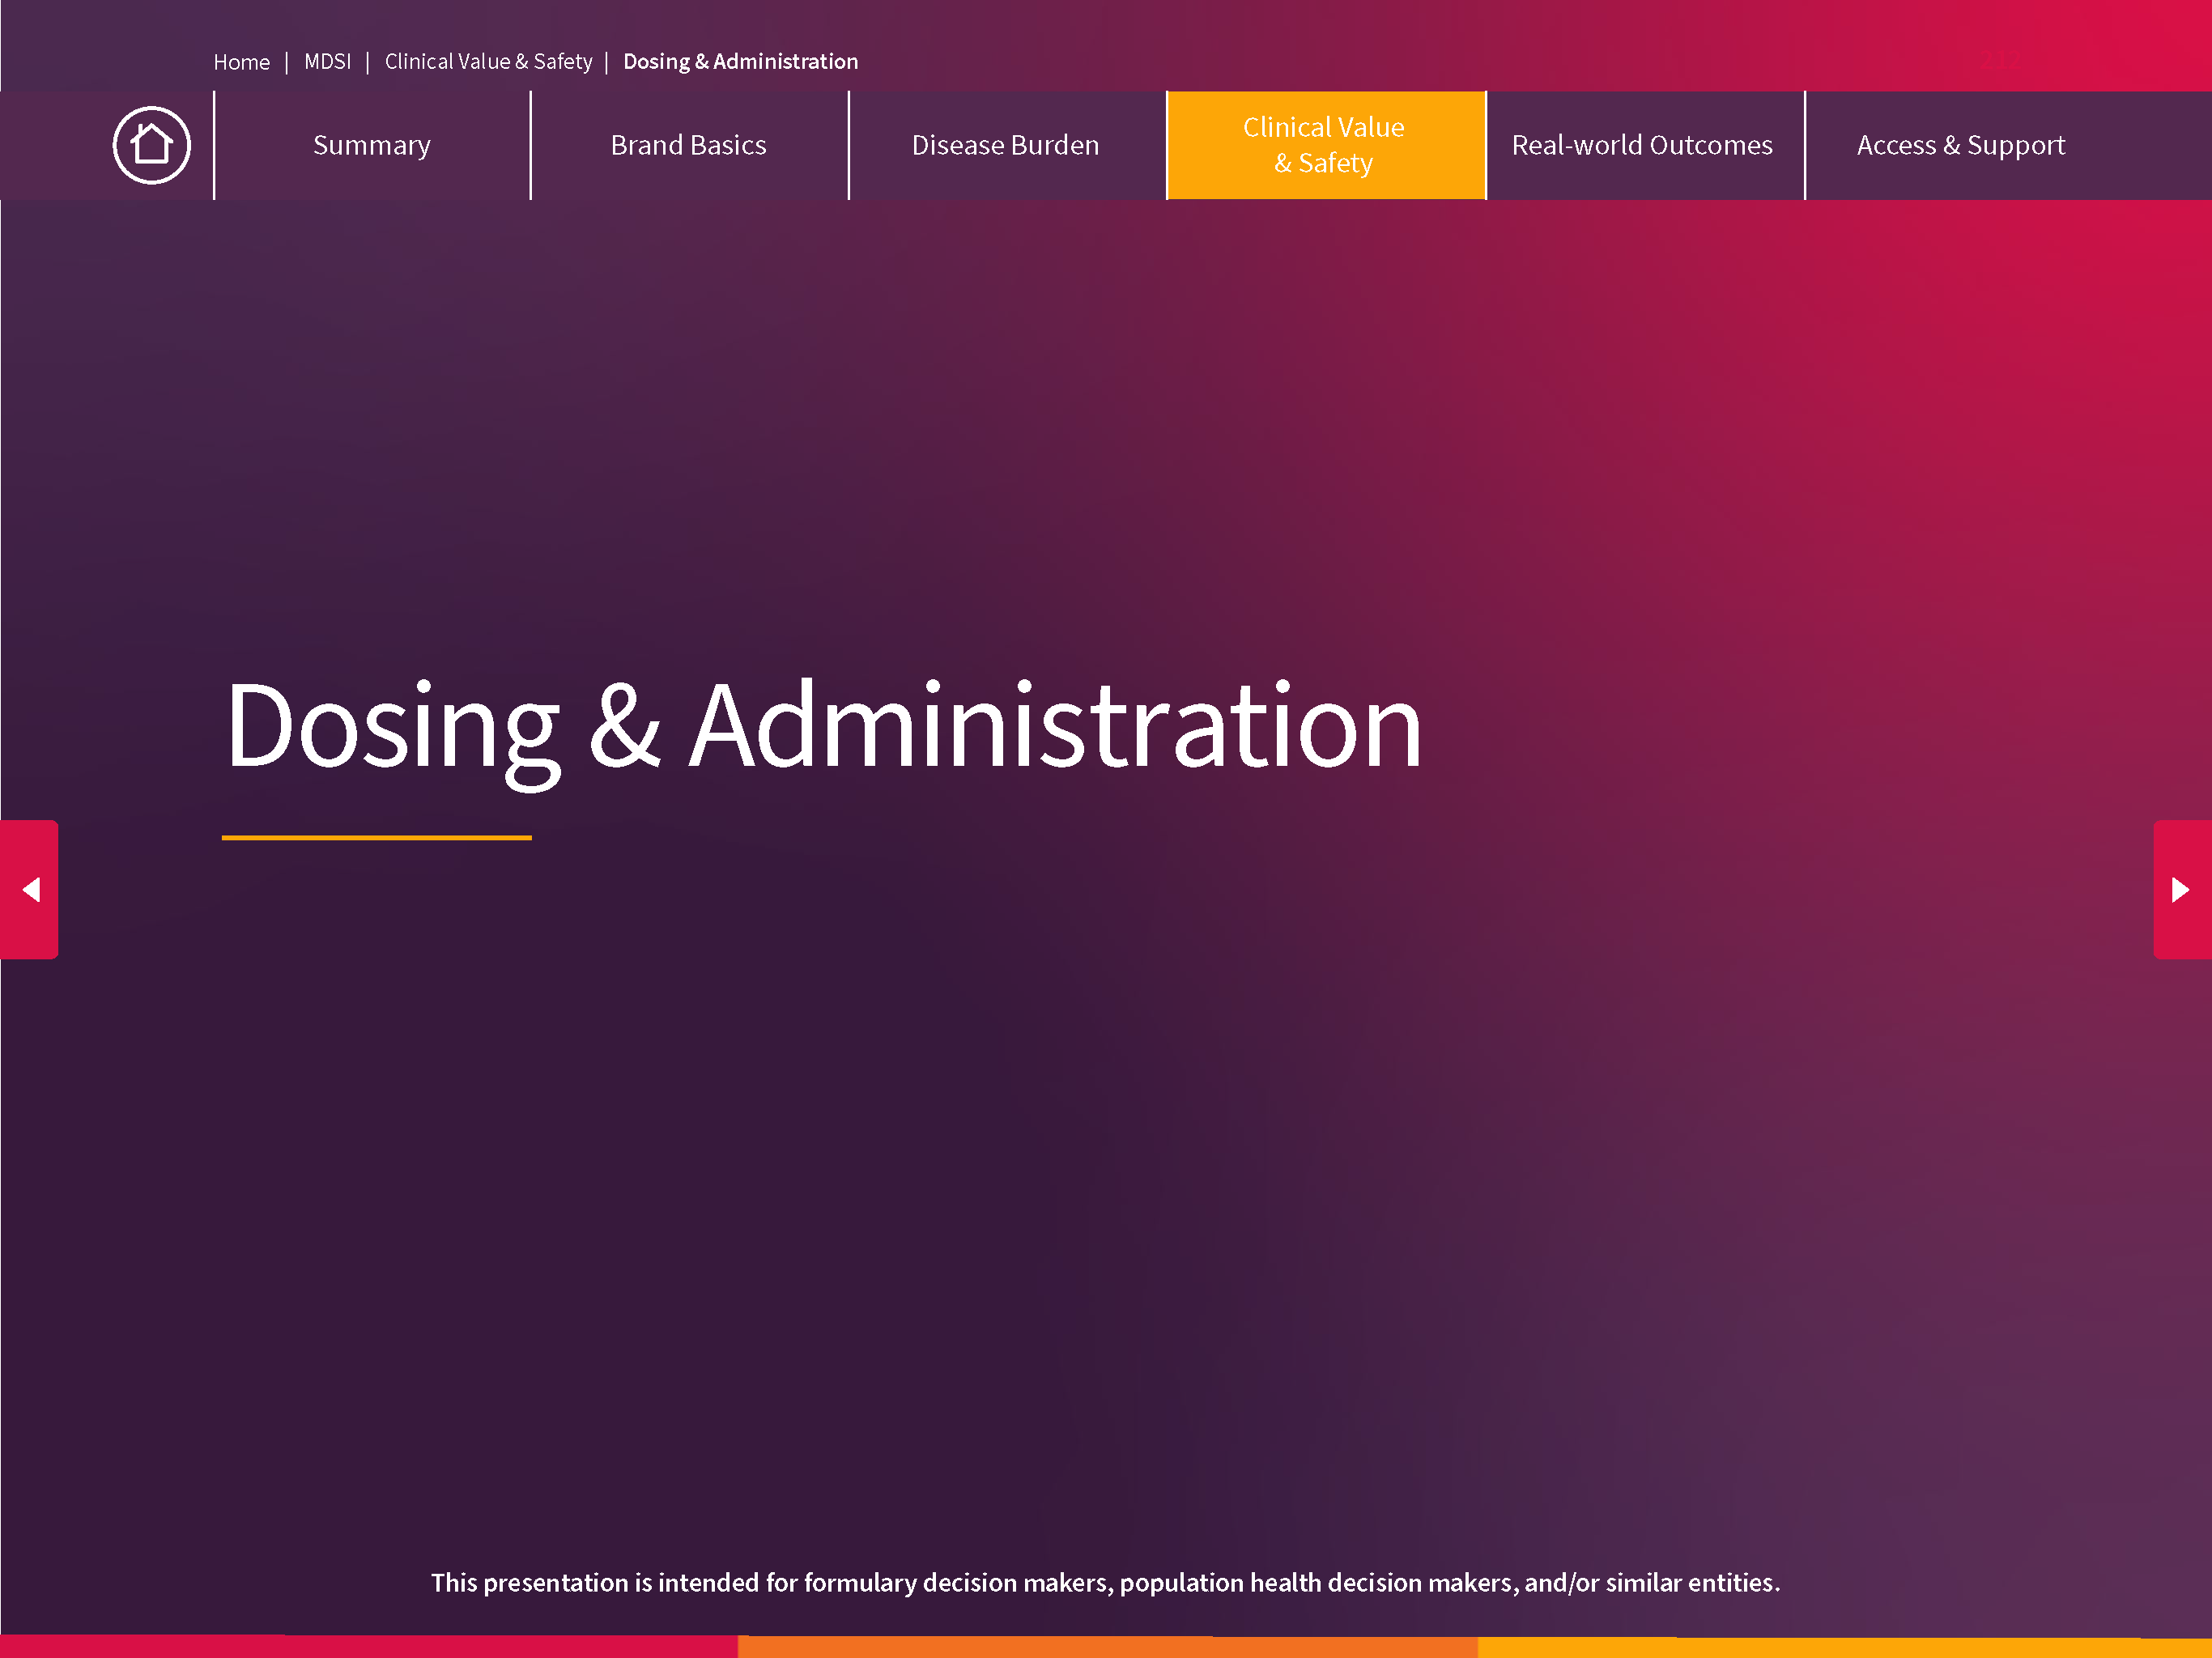 Home | MDSI | Clinical Value & Safety | Dosing & Administration
212
Summary
Brand Basics
Disease Burden
Clinical Value
& Safety
Real-world Outcomes
Access & Support
Dosing & Administration
This presentation is intended for formulary decision makers, population health decision makers, and/or similar entities.